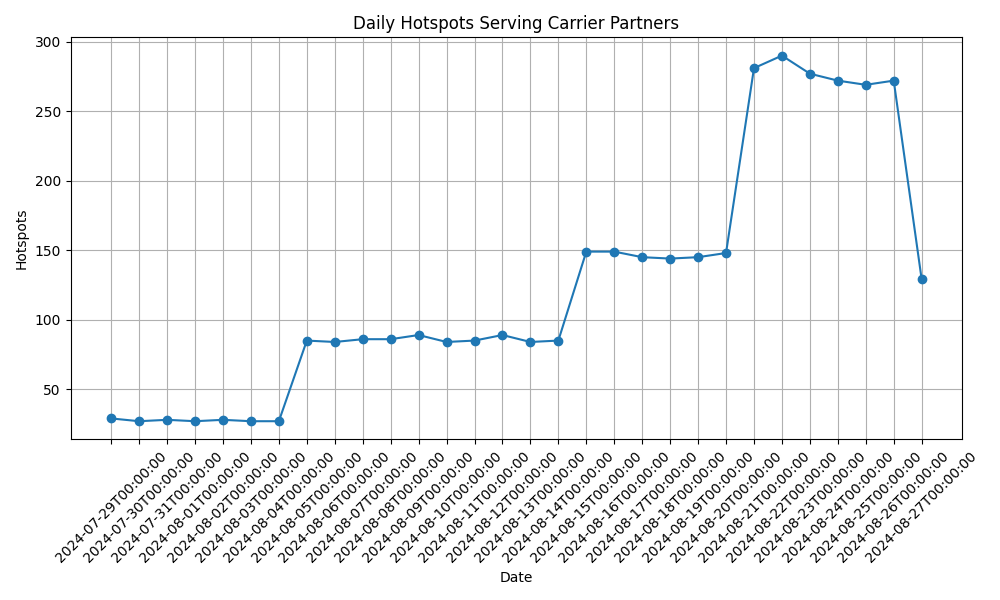 Daily Hotspots Serving Carrier Partners
300
250
200
150
100
50
Hotspots
2024-07-29T00:00:00
2024-07-30T00:00:00
2024-07-31T00:00:00
2024-08-01T00:00:00
2024-08-02T00:00:00
2024-08-03T00:00:00
2024-08-04T00:00:00
2024-08-05T00:00:00
2024-08-06T00:00:00
2024-08-07T00:00:00
2024-08-08T00:00:00
2024-08-09T00:00:00
2024-08-10T00:00:00
2024-08-11T00:00:00
2024-08-12T00:00:00
2024-08-13T00:00:00
2024-08-14T00:00:00
2024-08-15T00:00:00
2024-08-16T00:00:00
2024-08-17T00:00:00
2024-08-18T00:00:00
2024-08-19T00:00:00
2024-08-20T00:00:00
2024-08-21T00:00:00
2024-08-22T00:00:00
2024-08-23T00:00:00
2024-08-24T00:00:00
2024-08-25T00:00:00
2024-08-26T00:00:00
2024-08-27T00:00:00
Date